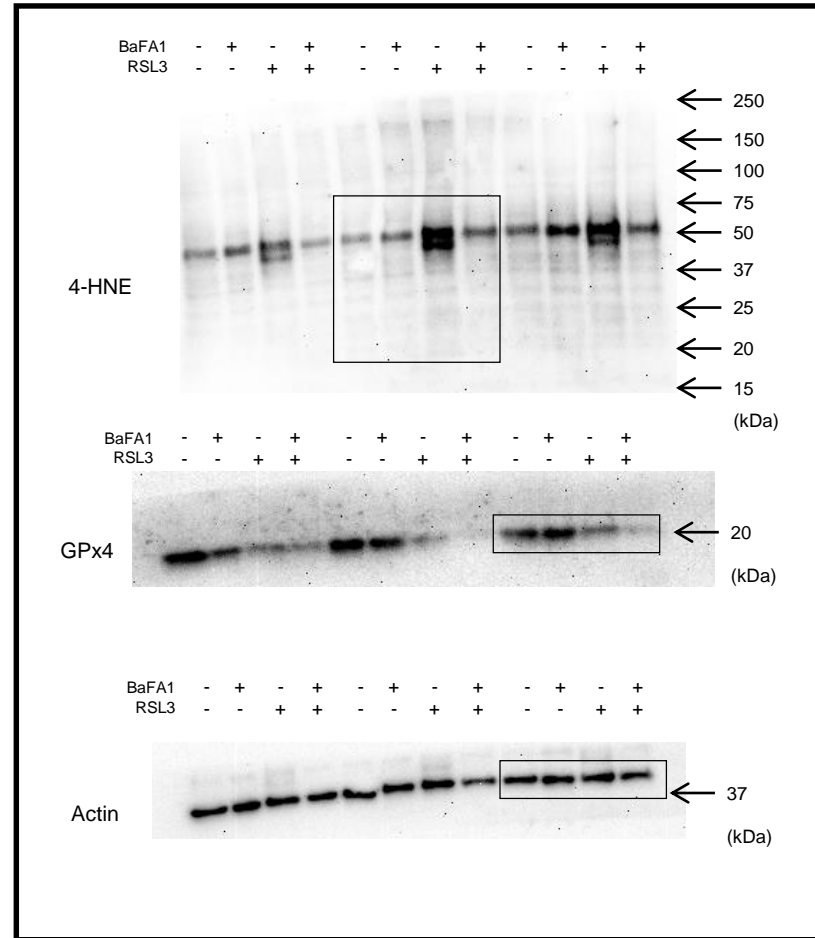 BaFA1 - + - + - + - + - + - +
RSL3 - - + + - - + + - - + +
250
150
100
75
50
37
25
20
15
(kDa)
4-HNE
BaFA1 - + - + - + - + - + - +
RSL3 - - + + - - + + - - + +
20
(kDa)
GPx4
BaFA1 - + - + - + - + - + - +
RSL3 - - + + - - + + - - + +
37
(kDa)
Actin